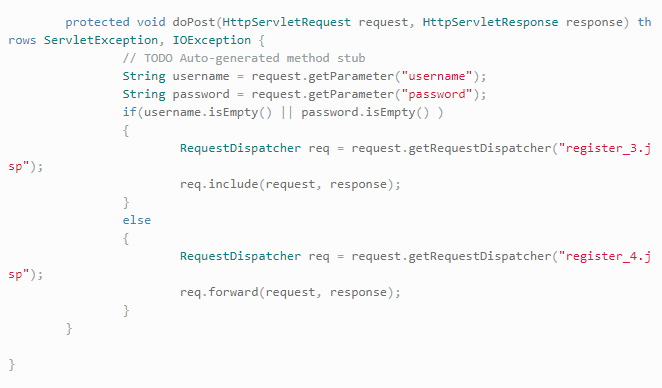 protected void doPost(HttpServletRequest request, HttpServletResponse response) th
rows ServletException, IOException {
// TODO Auto-generated method stub
String username = request.getParameter("username");
String password = request.getParameter("password");
if(username.isEmpty() || password.isEmpty() )
{
RequestDispatcher req = request.getRequestDispatcher("register_3.j
sp");
req.include(request, response);
}
else
{
RequestDispatcher req = request.getRequestDispatcher("register_4.j
sp");
req.forward(request, response);
}
}
}